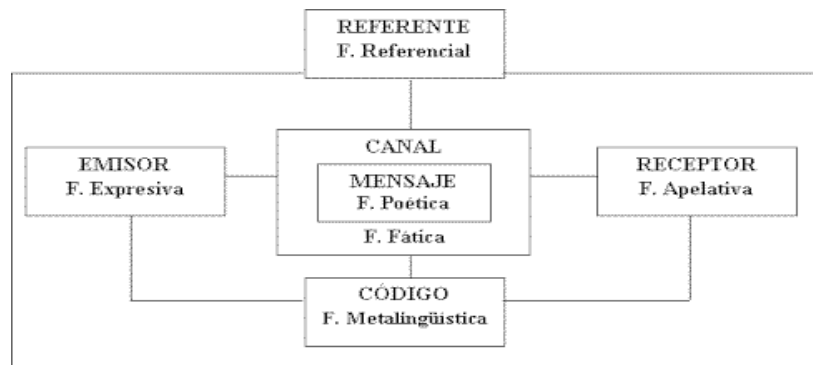 REFERENTE
F. Referencial
CANAL
EMISOR
F. Expresiva
MENSAJE
F. Poética
F. Fática
RECEPTOR
F. Apelativa
CÓDIGO
F. Metalingüística